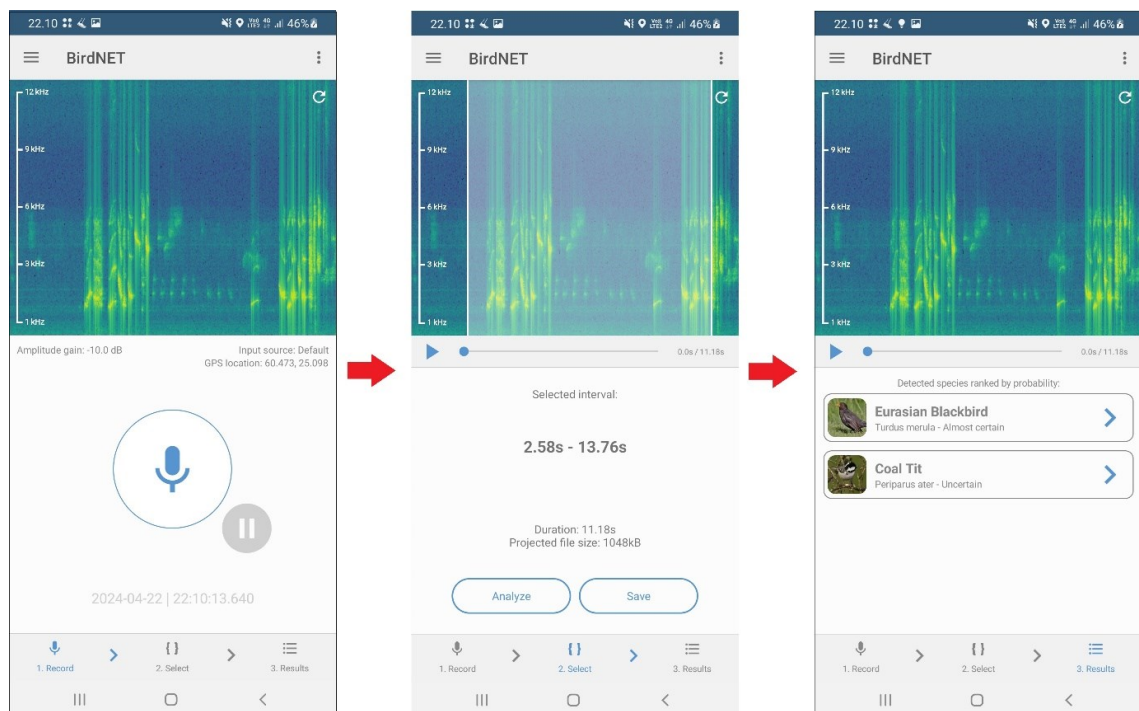 22.10
46%
BirdNET
12 kHz
9 kHz
6 kHz
3 kHz
1 kHz
Amplitude gain: -10.0 dB
Input source: Default
GPS location: 60.473, 25.098
2024-04-22 | 22:10:13.640
1. Record
2. Select
3. Results
22.10
46%
BirdNET
12 kHz
9 kHz
6 kHz
3 kHz
1 kHz
0.0s / 11.18s
Selected interval:
2.58s - 13.76s
Duration: 11.18s
Projected file size: 1048kB
Analyze
Save
1. Record
2. Select
3. Results
22.10
46%
BirdNET
12 kHz
9 kHz
6 kHz
3 kHz
1 kHz
0.0s / 11.18s
Detected species ranked by probability:
Eurasian Blackbird
Turdus merula - Almost certain
Coal Tit
Periparus ater - Uncertain
1. Record
2. Select
3. Results